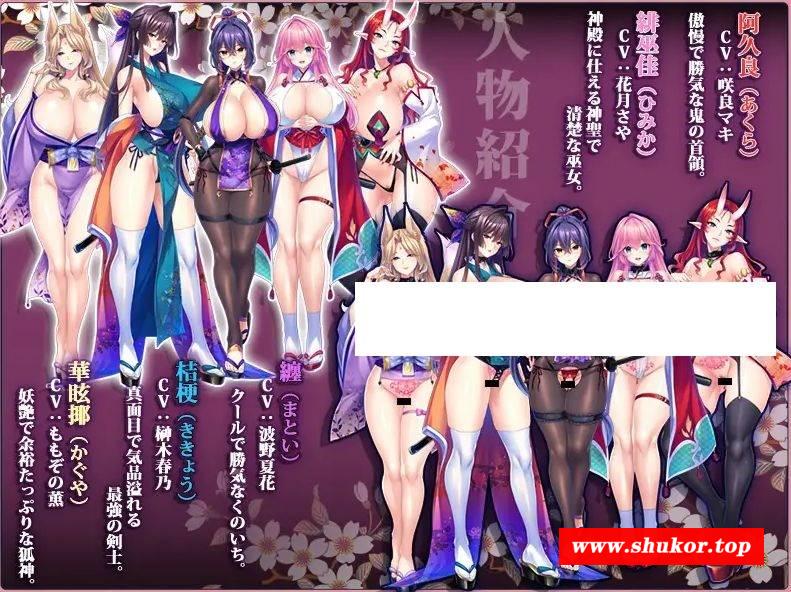 人物紹介
阿久良（あくら）
CV：咲良マキ
傲慢で勝気な鬼の首領。
緋巫佳（ひみか）
CV：花月さや
神殿に仕える神聖で
清楚な巫女。
纏（まとい）
CV：波野夏花
クールで勝気なくのいち。
桔梗（ききょう）
CV：榊木春乃
真面目で気品溢れる
最強の剣士。
華眩揶（かぐや）
CV：ももぞの薫
妖艶で余裕たっぷりな狐神。
www.shukor.top